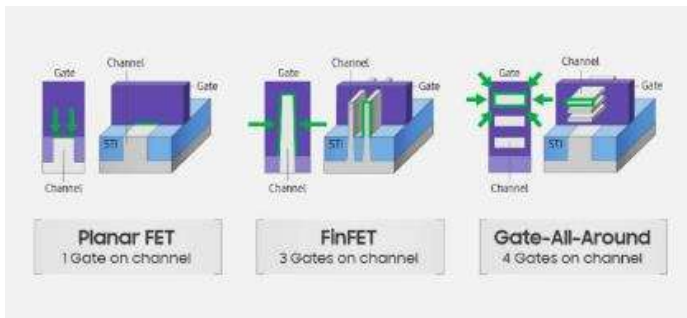 Gate
Channel
Gate
STI
Channel
Planar FET
1 Gate on channel
Channel
Gate
Gate
STI
Channel
FinFET
3 Gates on channel
Gate
Channel
Gate
STI
Channel
Gate-All-Around
4 Gates on channel